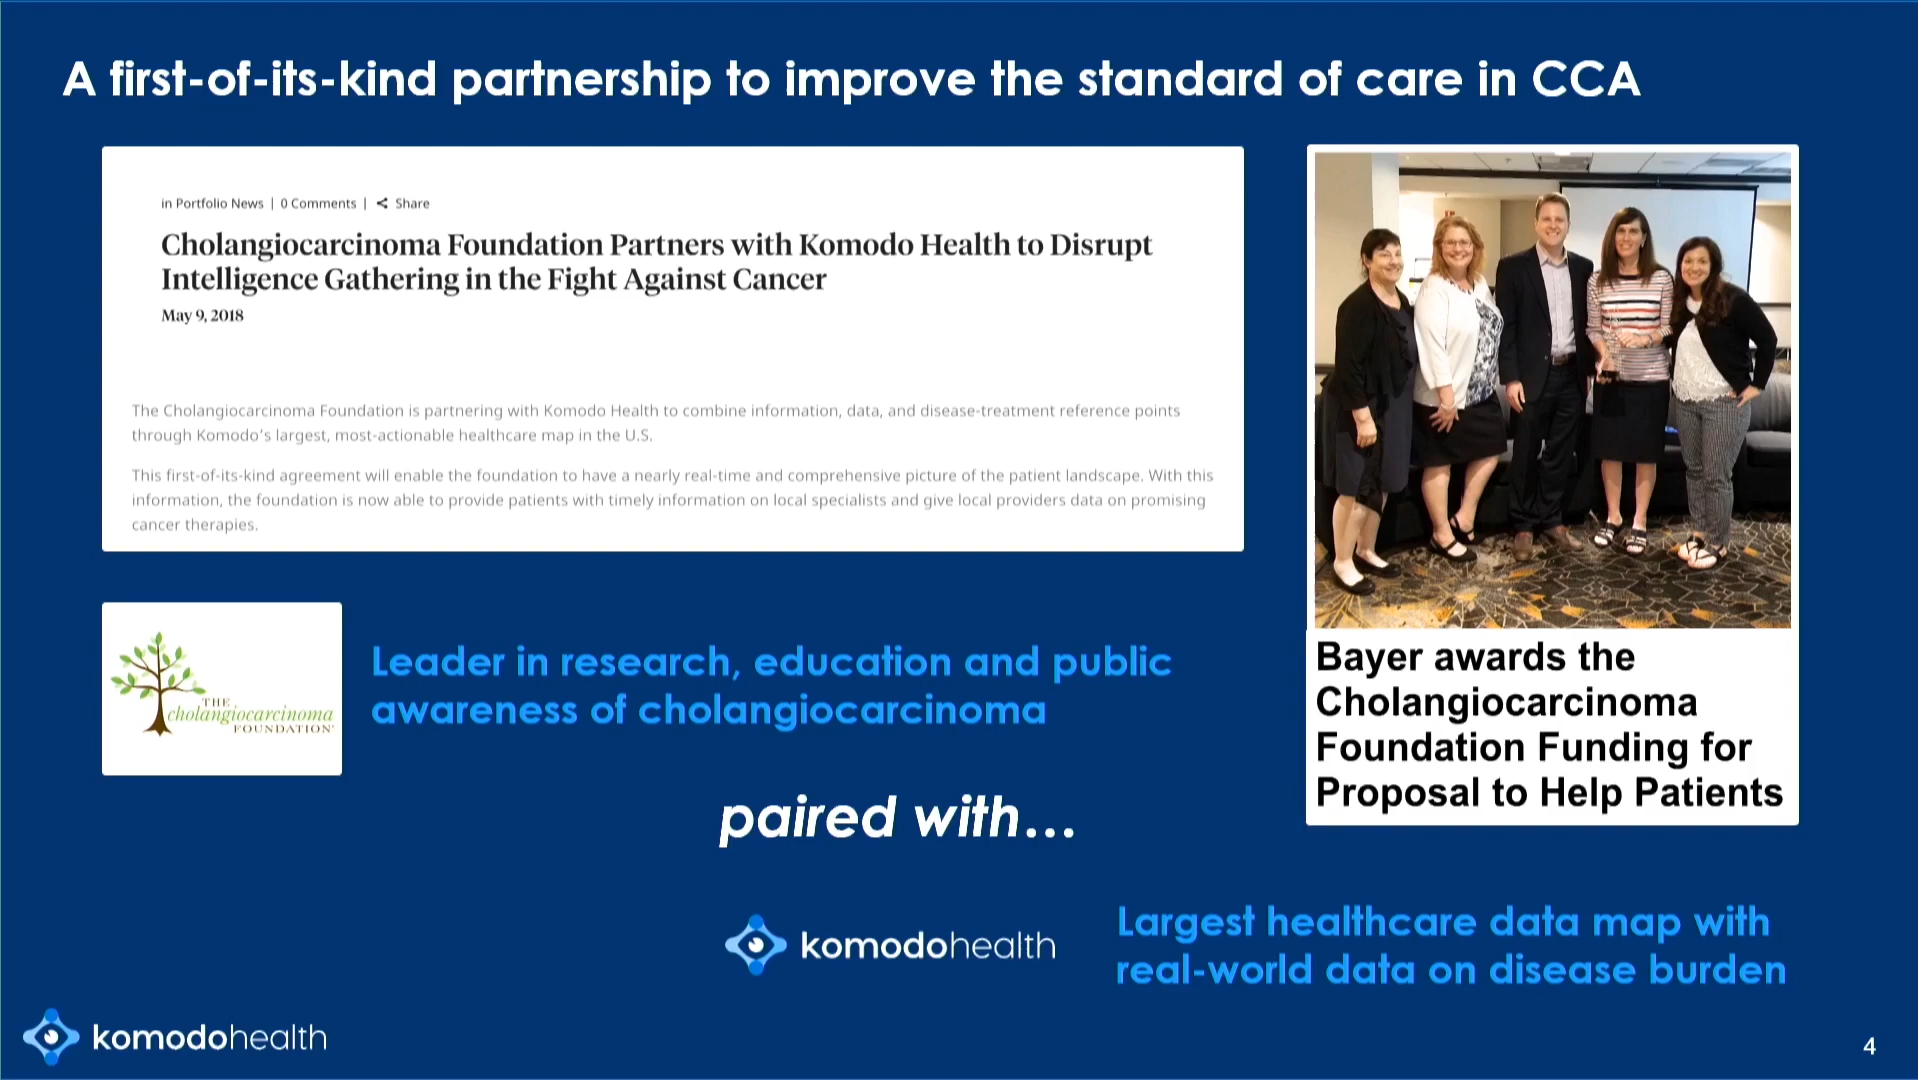 A first-of-its-kind partnership to improve the standard of care in CCA
in Portfolio News | 0 Comments | Share
Cholangiocarcinoma Foundation Partners with Komodo Health to Disrupt
Intelligence Gathering in the Fight Against Cancer
May 9, 2018
The Cholangiocarcinoma Foundation is partnering with Komodo Health to combine information, data, and disease-treatment reference points
through Komodo's largest, most-actionable healthcare map in the U.S.
This first-of-its-kind agreement will enable the foundation to have a nearly real-time and comprehensive picture of the patient landscape. With this
information, the foundation is now able to provide patients with timely information on local specialists and give local providers data on promising
cancer therapies.
Bayer awards the
Cholangiocarcinoma
Foundation Funding for
Proposal to Help Patients
THE
cholangiocarcinoma
FOUNDATION
Leader in research, education and public
awareness of cholangiocarcinoma
paired with...
komodohealth
Largest healthcare data map with
real-world data on disease burden
komodohealth
4